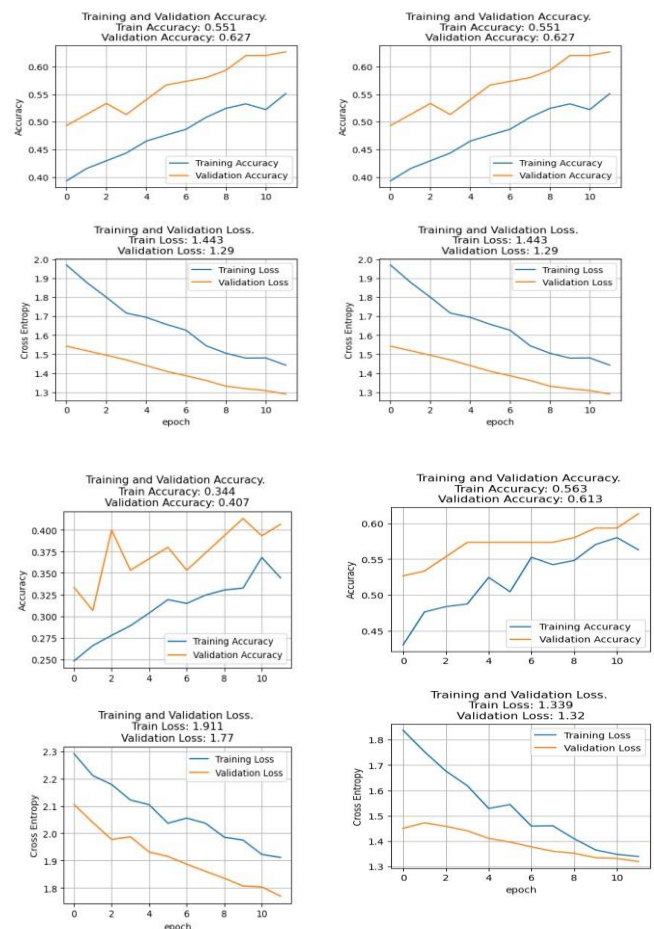 Training and Validation Accuracy.
Train Accuracy: 0.551
Validation Accuracy: 0.627
0.60
0.55
0.50
0.45
0.40
Accuracy
Training Accuracy
Validation Accuracy
0 2 4 6 8 10
Training and Validation Accuracy.
Train Accuracy: 0.551
Validation Accuracy: 0.627
0.60
0.55
0.50
0.45
0.40
Accuracy
Training Accuracy
Validation Accuracy
0 2 4 6 8 10
Training and Validation Loss.
Train Loss: 1.443
Validation Loss: 1.29
2.0
1.9
1.8
1.7
1.6
1.5
1.4
1.3
Cross Entropy
Training Loss
Validation Loss
0 2 4 6 8 10
epoch
Training and Validation Loss.
Train Loss: 1.443
Validation Loss: 1.29
2.0
1.9
1.8
1.7
1.6
1.5
1.4
1.3
Cross Entropy
Training Loss
Validation Loss
0 2 4 6 8 10
epoch
Training and Validation Accuracy.
Train Accuracy: 0.344
Validation Accuracy: 0.407
0.400
0.375
0.350
0.325
0.300
0.275
0.250
Accuracy
Training Accuracy
Validation Accuracy
0 2 4 6 8 10
Training and Validation Accuracy.
Train Accuracy: 0.563
Validation Accuracy: 0.613
0.60
0.55
0.50
0.45
Accuracy
Training Accuracy
Validation Accuracy
0 2 4 6 8 10
Training and Validation Loss.
Train Loss: 1.911
Validation Loss: 1.77
2.3
2.2
2.1
2.0
1.9
1.8
Cross Entropy
Training Loss
Validation Loss
0 2 4 6 8 10
epoch
Training and Validation Loss.
Train Loss: 1.339
Validation Loss: 1.32
1.8
1.7
1.6
1.5
1.4
1.3
Cross Entropy
Training Loss
Validation Loss
0 2 4 6 8 10
epoch